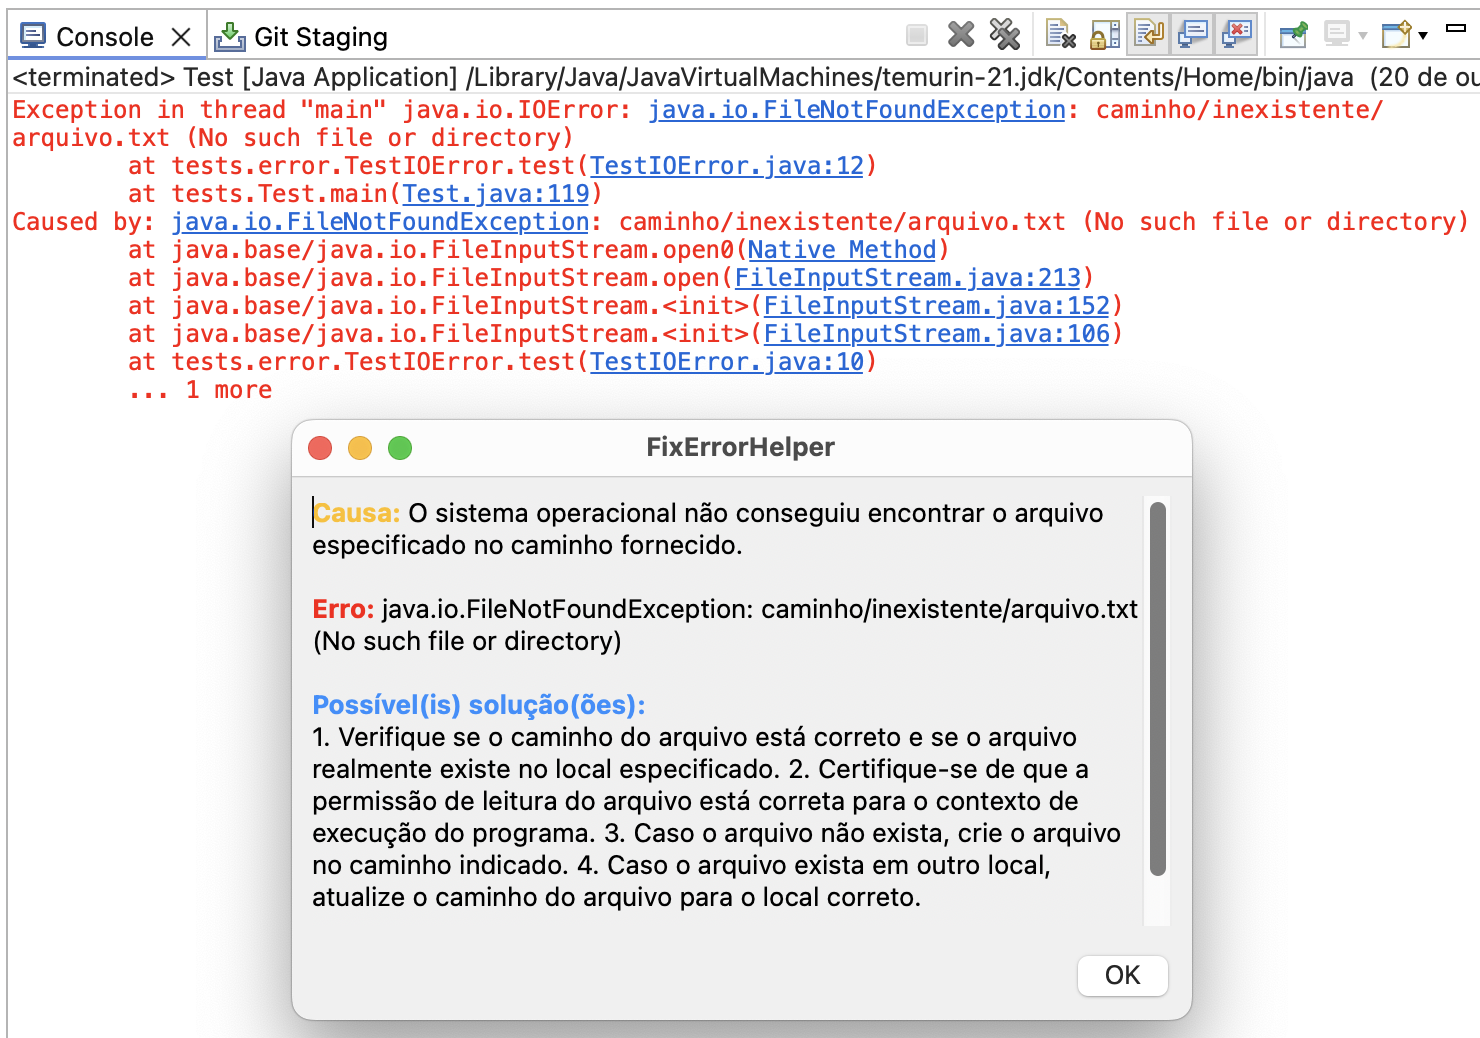 Console
Git Staging
<terminated> Test [Java Application] /Library/Java/JavaVirtualMachines/temurin-21.jdk/Contents/Home/bin/java (20 de ou
Exception in thread "main" java.io.IOError: java.io.FileNotFoundException: caminho/inexistente/
arquivo.txt (No such file or directory)
at tests.error.TestIOError.test(TestIOError.java:12)
at tests.Test.main(Test.java:119)
Caused by: java.io.FileNotFoundException: caminho/inexistente/arquivo.txt (No such file or directory)
at java.base/java.io.FileInputStream.open0(Native Method)
at java.base/java.io.FileInputStream.open(FileInputStream.java:213)
at java.base/java.io.FileInputStream.<init>(FileInputStream.java:152)
at java.base/java.io.FileInputStream.<init>(FileInputStream.java:106)
at tests.error.TestIOError.test(TestIOError.java:10)
... 1 more
FixErrorHelper
Causa: O sistema operacional não conseguiu encontrar o arquivo
especificado no caminho fornecido.
Erro: java.io.FileNotFoundException: caminho/inexistente/arquivo.txt
(No such file or directory)
Possível(is) solução(ões):
1. Verifique se o caminho do arquivo está correto e se o arquivo
realmente existe no local especificado. 2. Certifique-se de que a
permissão de leitura do arquivo está correta para o contexto de
execução do programa. 3. Caso o arquivo não exista, crie o arquivo
no caminho indicado. 4. Caso o arquivo exista em outro local,
atualize o caminho do arquivo para o local correto.
OK